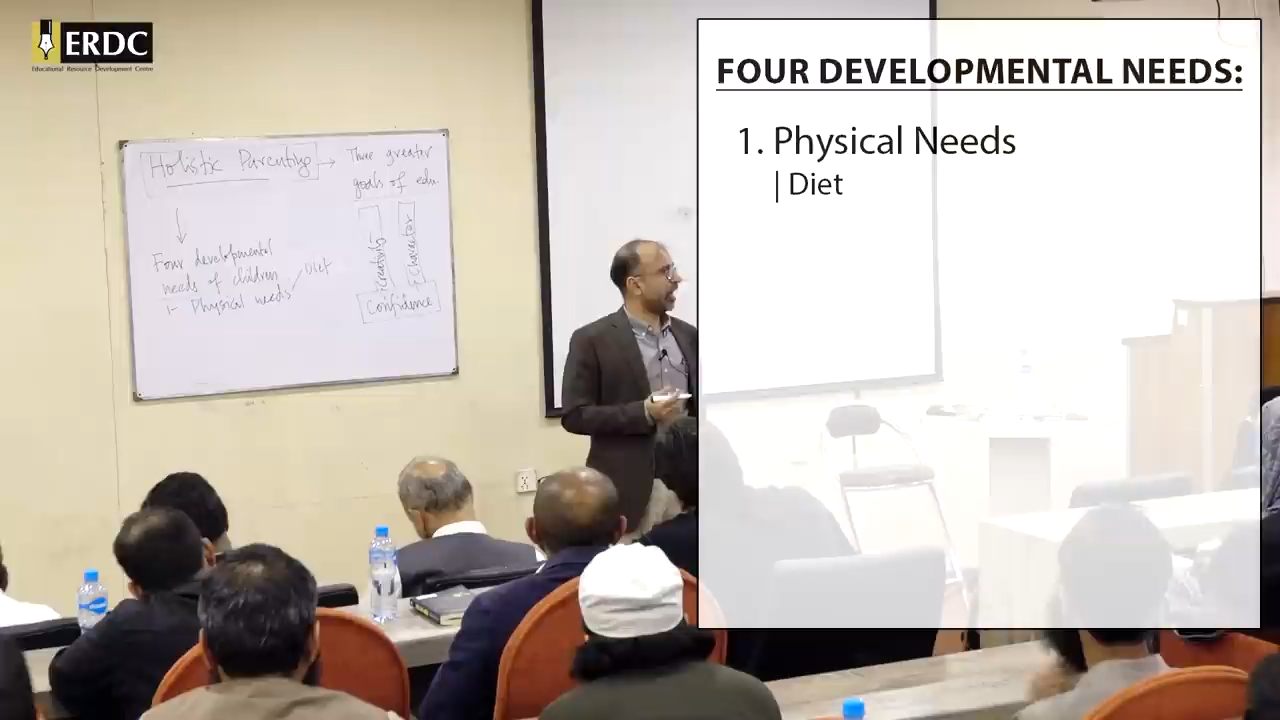 ERDC
Educational Resource Development Centre
FOUR DEVELOPMENTAL NEEDS:
1. Physical Needs
| Diet
Holistic Parenting →
Three greater
goals of edu
Four developmental
needs of children
1- Physical needs
Diet
Creativity
Character
Confidence